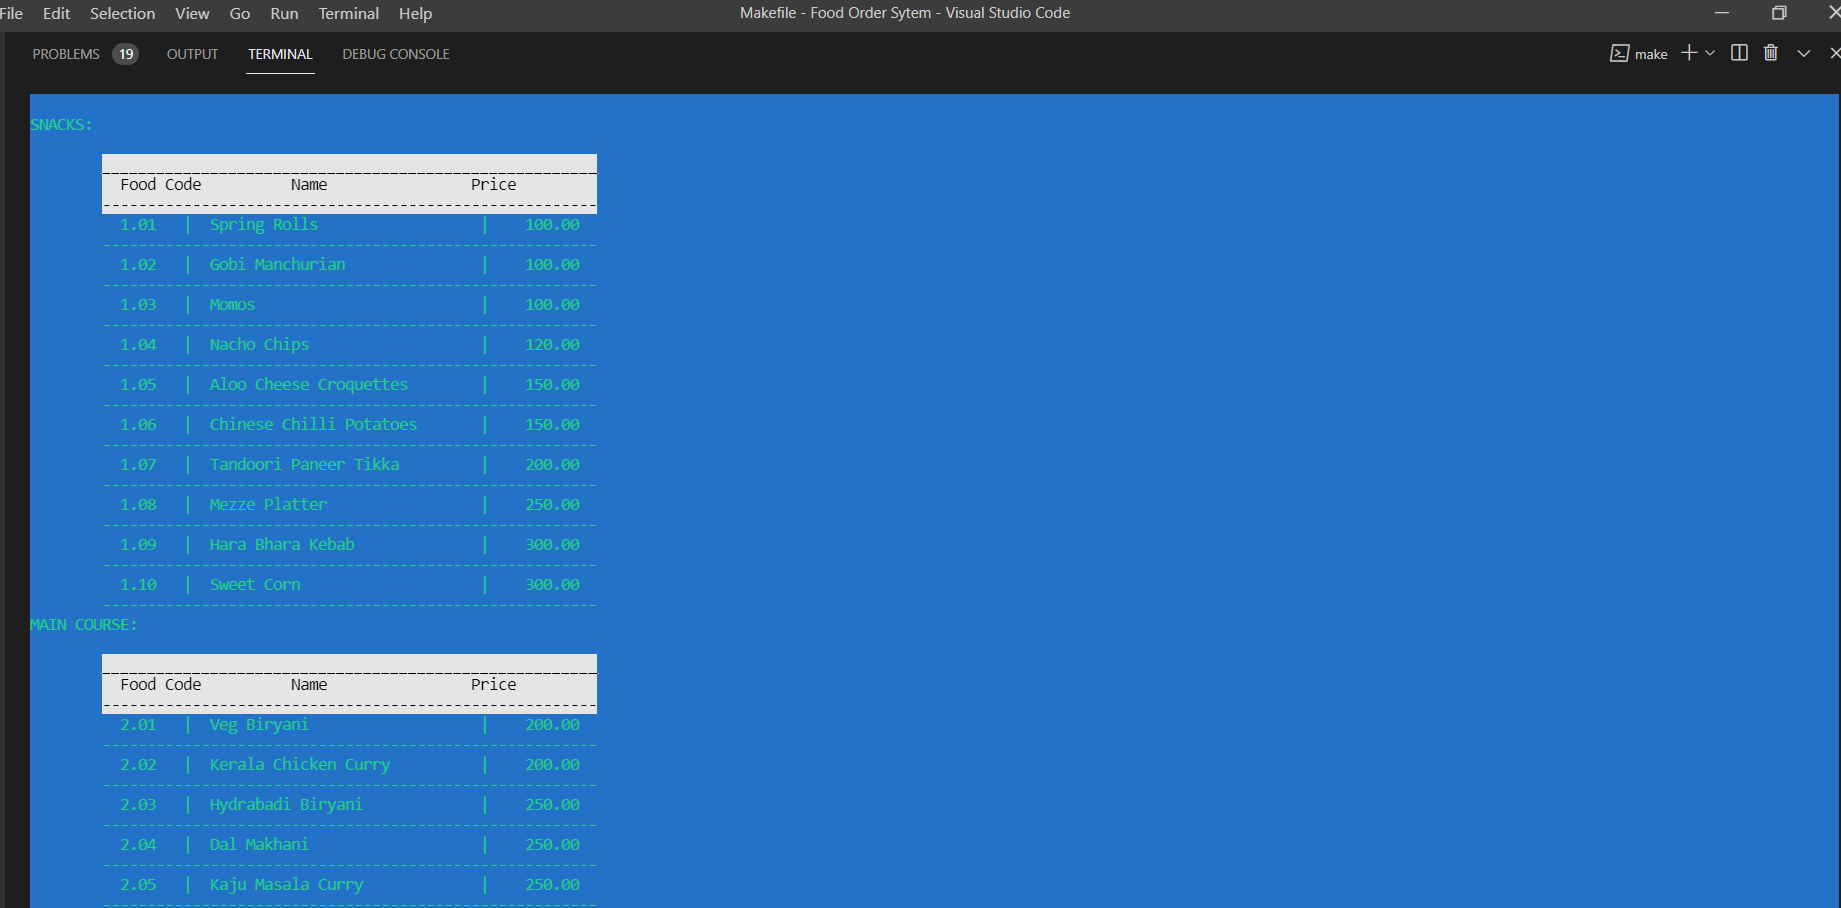 File Edit Selection View Go Run Terminal Help Makefile - Food Order Sytem - Visual Studio Code
PROBLEMS 19 OUTPUT TERMINAL DEBUG CONSOLE make
SNACKS:
Food Code Name Price
1.01 | Spring Rolls | 100.00
1.02 | Gobi Manchurian | 100.00
1.03 | Momos | 100.00
1.04 | Nacho Chips | 120.00
1.05 | Aloo Cheese Croquettes | 150.00
1.06 | Chinese Chilli Potatoes | 150.00
1.07 | Tandoori Paneer Tikka | 200.00
1.08 | Mezze Platter | 250.00
1.09 | Hara Bhara Kebab | 300.00
1.10 | Sweet Corn | 300.00
MAIN COURSE:
Food Code Name Price
2.01 | Veg Biryani | 200.00
2.02 | Kerala Chicken Curry | 200.00
2.03 | Hydrabadi Biryani | 250.00
2.04 | Dal Makhani | 250.00
2.05 | Kaju Masala Curry | 250.00